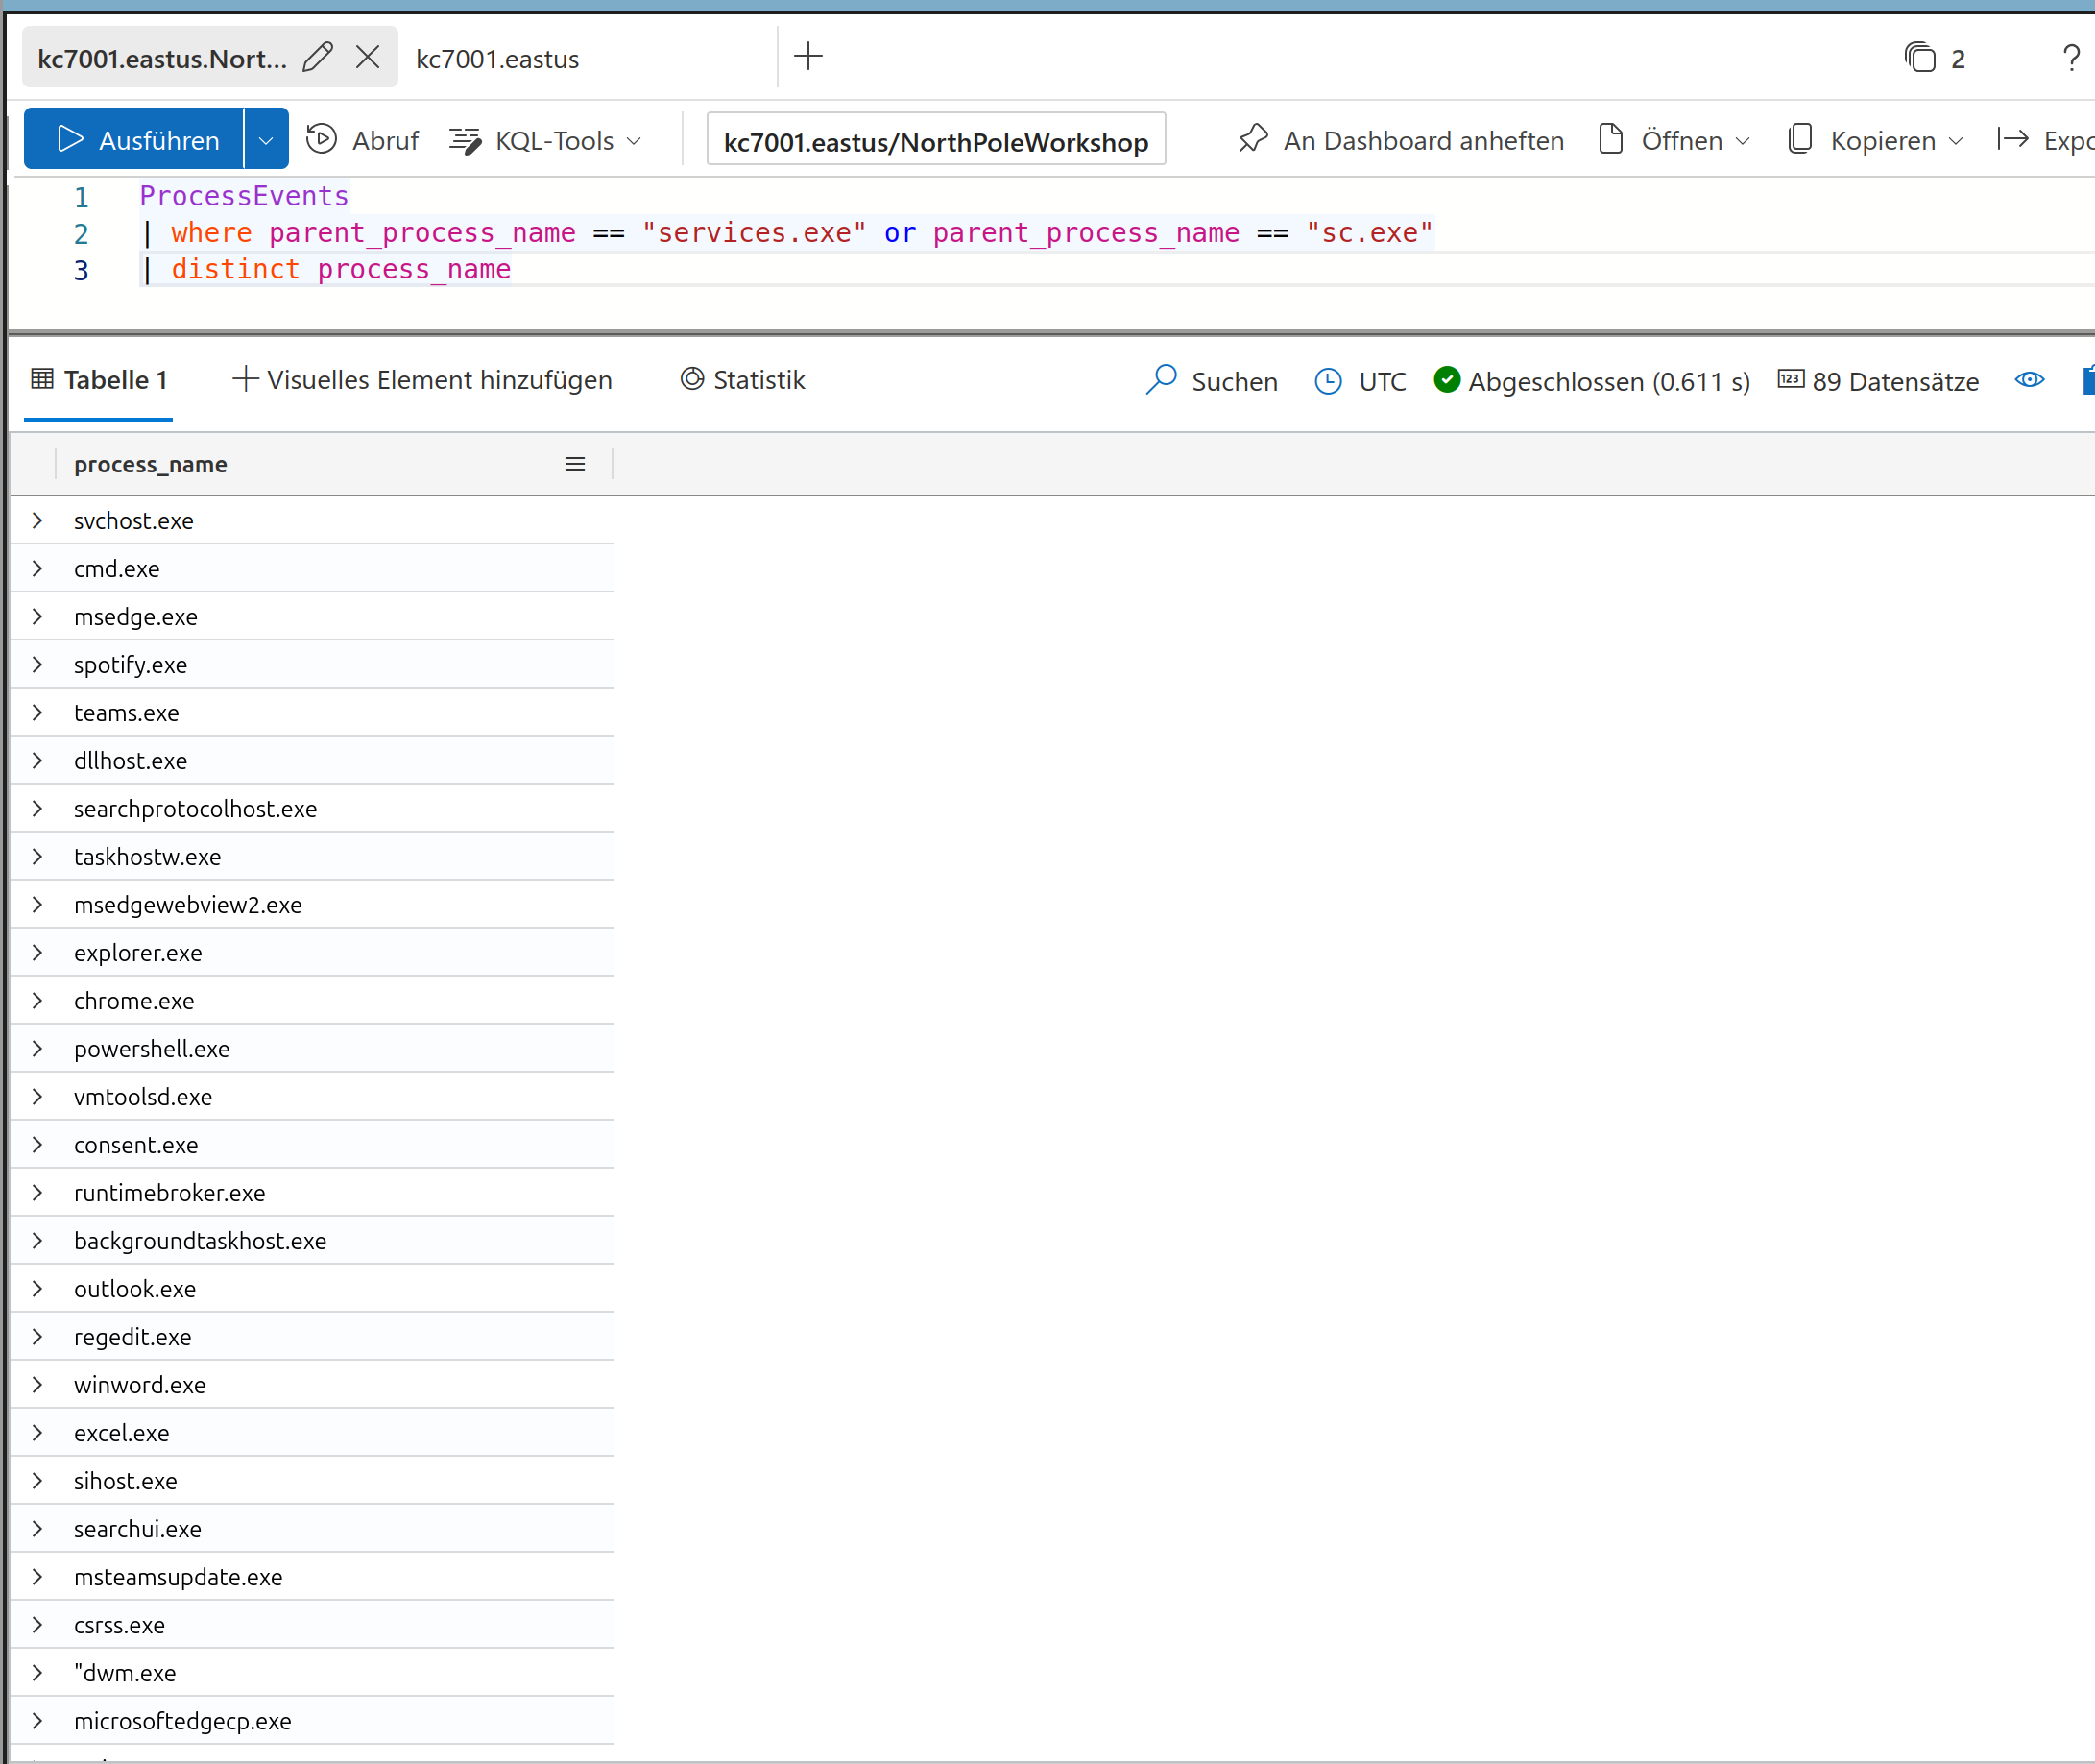 kc7001.eastus.Nort...
kc7001.eastus
2
?
Ausführen
Abruf
KQL-Tools
kc7001.eastus/NorthPoleWorkshop
An Dashboard anheften
Öffnen
Kopieren
Expo
1 ProcessEvents
2 | where parent_process_name == "services.exe" or parent_process_name == "sc.exe"
3 | distinct process_name
Tabelle 1
Visuelles Element hinzufügen
Statistik
Suchen
UTC
Abgeschlossen (0.611 s)
123
89 Datensätze
process_name
svchost.exe
cmd.exe
msedge.exe
spotify.exe
teams.exe
dllhost.exe
searchprotocolhost.exe
taskhostw.exe
msedgewebview2.exe
explorer.exe
chrome.exe
powershell.exe
vmtoolsd.exe
consent.exe
runtimebroker.exe
backgroundtaskhost.exe
outlook.exe
regedit.exe
winword.exe
excel.exe
sihost.exe
searchui.exe
msteamsupdate.exe
csrss.exe
"dwm.exe
microsoftedgecp.exe